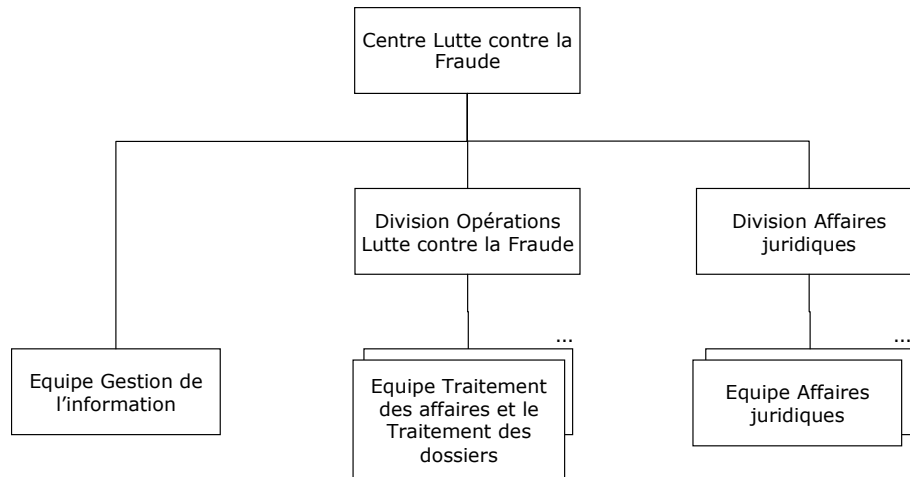 Centre Lutte contre la
Fraude
Division Opérations
Lutte contre la Fraude
Division Affaires
juridiques
...
...
Equipe Gestion de
l’information
Equipe Traitement
des affaires et le
Traitement des
dossiers
Equipe Affaires
juridiques